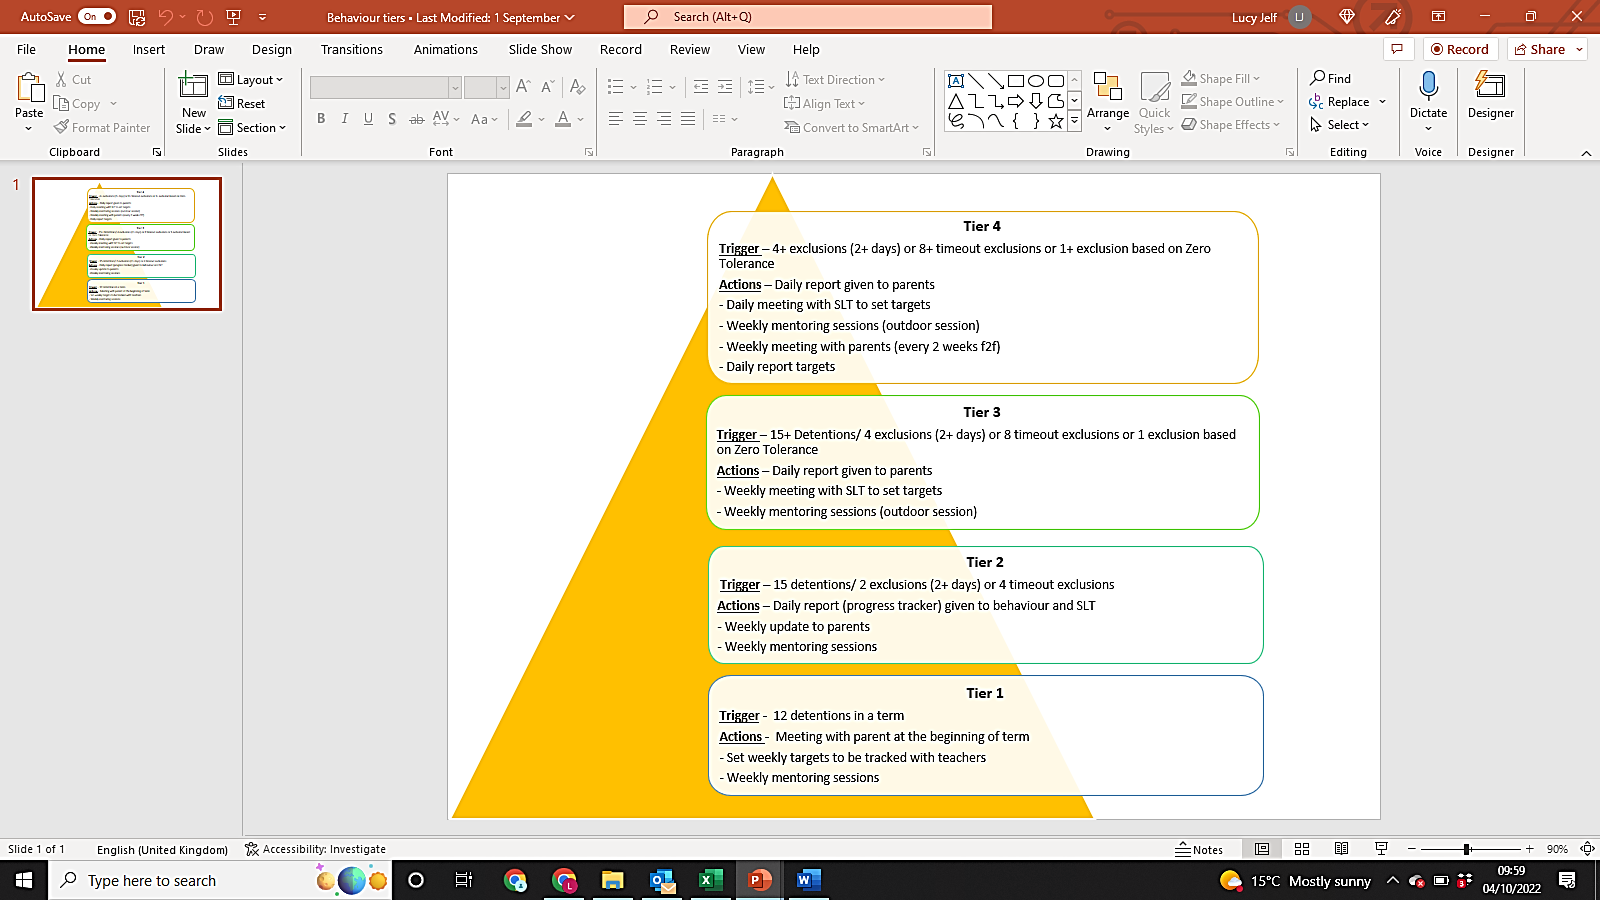 AutoSave On Behaviour tiers • Last Modified: 1 September Search (Alt+Q) Lucy Jelf LJ
File Home Insert Draw Design Transitions Animations Slide Show Record Review View Help Record Share
Paste Cut Copy Format Painter
Clipboard
New Slide Layout Reset Section
Slides
B I U S ab AV Aa A A A A
Font
Text Direction
Align Text
Convert to SmartArt
Paragraph
Arrange Quick Styles Shape Fill Shape Outline Shape Effects
Drawing
Find
Replace
Select
Editing
Dictate
Voice
Designer
Designer
1
Tier 4
Trigger – 4+ exclusions (2+ days) or 8+ timeout exclusions or 1+ exclusion based on Zero
Tolerance
Actions – Daily report given to parents
- Daily meeting with SLT to set targets
- Weekly mentoring sessions (outdoor session)
- Weekly meeting with parents (every 2 weeks f2f)
- Daily report targets
Tier 3
Trigger – 15+ Detentions/ 4 exclusions (2+ days) or 8 timeout exclusions or 1 exclusion based
on Zero Tolerance
Actions – Daily report given to parents
- Weekly meeting with SLT to set targets
- Weekly mentoring sessions (outdoor session)
Tier 2
Trigger – 15 detentions/ 2 exclusions (2+ days) or 4 timeout exclusions
Actions – Daily report (progress tracker) given to behaviour and SLT
- Weekly update to parents
- Weekly mentoring sessions
Tier 1
Trigger - 12 detentions in a term
Actions - Meeting with parent at the beginning of term
- Set weekly targets to be tracked with teachers
- Weekly mentoring sessions
Slide 1 of 1 English (United Kingdom) Accessibility: Investigate Notes 90%
Type here to search 15°C Mostly sunny 09:59
04/10/2022